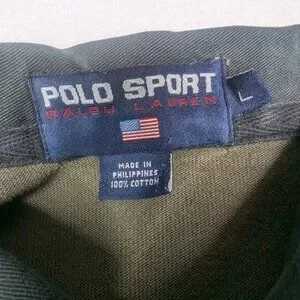 POLO SPORT
RALPH LAUREN
L
MADE IN
PHILIPPINES
100% COTTON